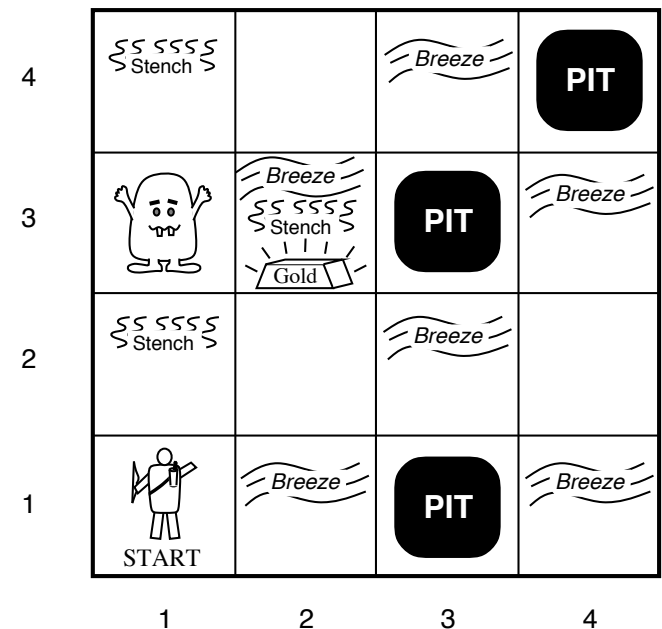 4
Stench
Breeze
PIT
3
Breeze
Stench
Gold
PIT
Breeze
2
Stench
Breeze
1
START
Breeze
PIT
Breeze
1 2 3 4